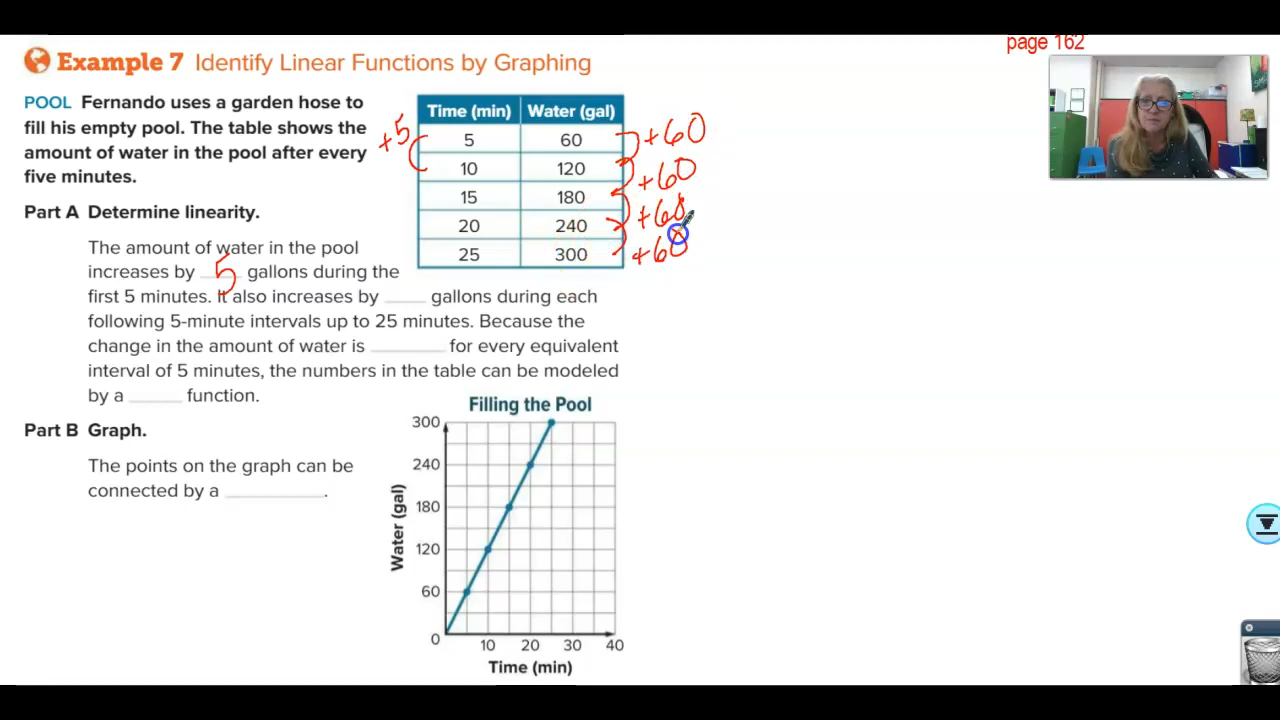 page 162
Example 7 Identify Linear Functions by Graphing
POOL Fernando uses a garden hose to
fill his empty pool. The table shows the
amount of water in the pool after every
five minutes.
Time (min) Water (gal)
5 60
10 120
15 180
20 240
25 300
+5
+60
+60
+60
+60
Part A Determine linearity.
The amount of water in the pool
increases by 5 gallons during the
first 5 minutes. It also increases by ____ gallons during each
following 5-minute intervals up to 25 minutes. Because the
change in the amount of water is ____ for every equivalent
interval of 5 minutes, the numbers in the table can be modeled
by a ____ function.
Part B Graph.
The points on the graph can be
connected by a ____.
Filling the Pool
Water (gal)
300
240
180
120
60
0
10 20 30 40
Time (min)